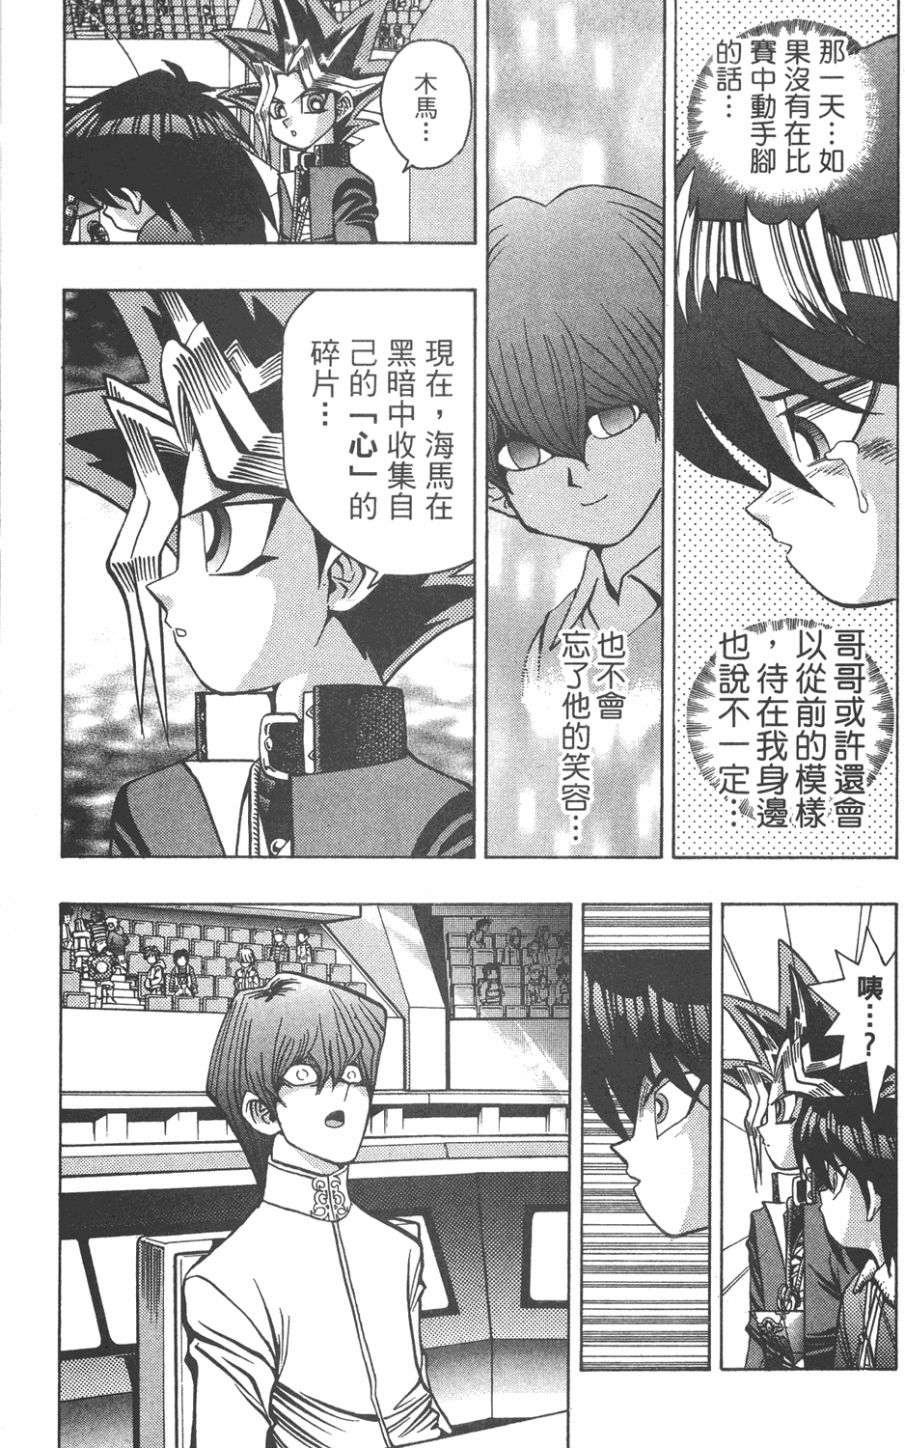 那一天…如
果沒有在比
賽中動手腳
的話…
哥哥或許還會
以從前的模樣
，待在我身邊
也說不一定…
也不會
忘了他的笑容…
木馬…
現在，海馬在
黑暗中收集自
己的「心」的
碎片…
咦…?